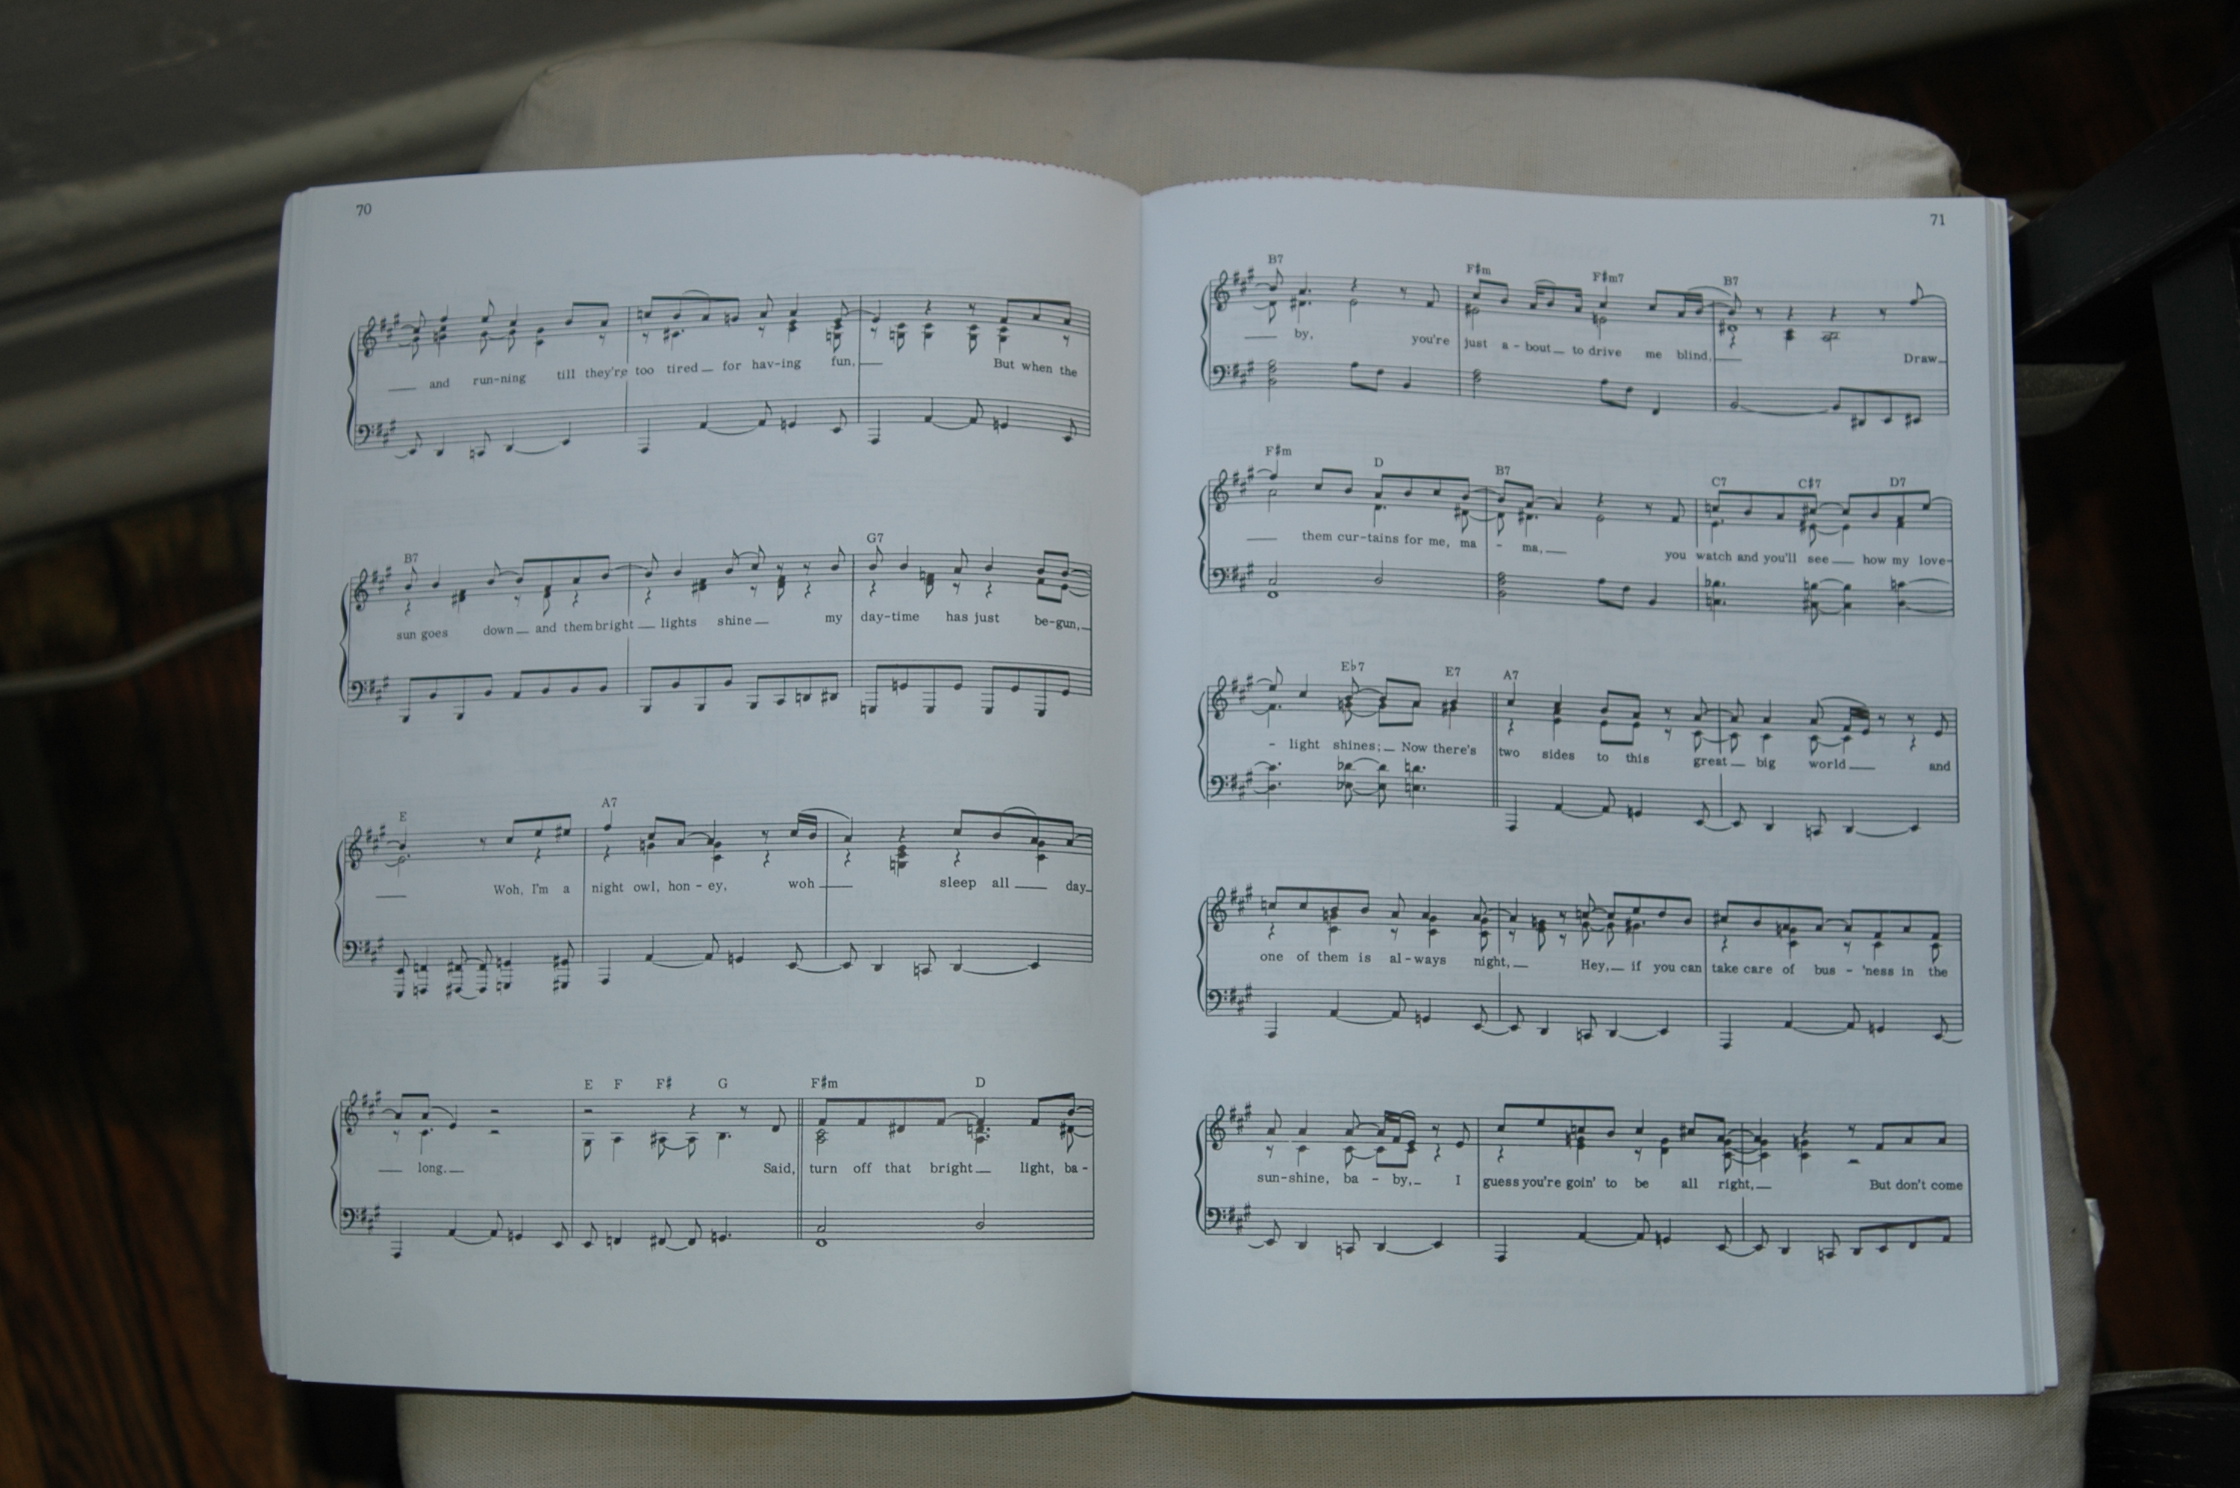 70
and run-ning till they're too tired for hav-ing fun, But when the
B7 G7
sun goes down and them bright lights shine my day-time has just be-gun,
E A7
Woh, I'm a night owl, hon - ey, woh sleep all day
E F F♯ G F♯m D
long. Said, turn off that bright light, ba -
71
B7 F♯m F♯m7 B7
by, you're just a - bout to drive me blind, Draw
F♯m D B7 C7 C♯7 D7
them cur-tains for me, ma - ma, you watch and you'll see how my love-
E♭7 E7 A7
- light shines; Now there's two sides to this great big world and
one of them is al-ways night, Hey, if you can take care of bus - 'ness in the
sun-shine, ba - by, I guess you're goin' to be all right, But don't come